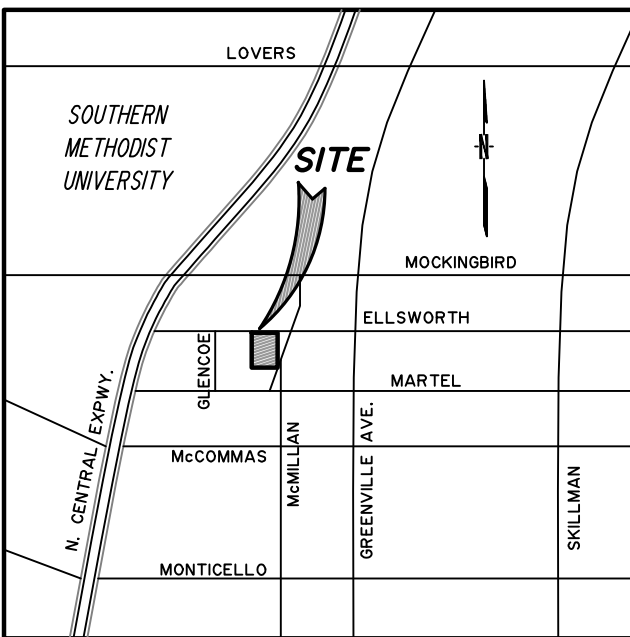 LOVERS
SOUTHERN
METHODIST
UNIVERSITY
SITE
N
MOCKINGBIRD
ELLSWORTH
GLENCOE
MARTEL
N. CENTRAL EXPWY.
McCOMMAS
McMILLAN
GREENVILLE AVE.
SKILLMAN
MONTICELLO